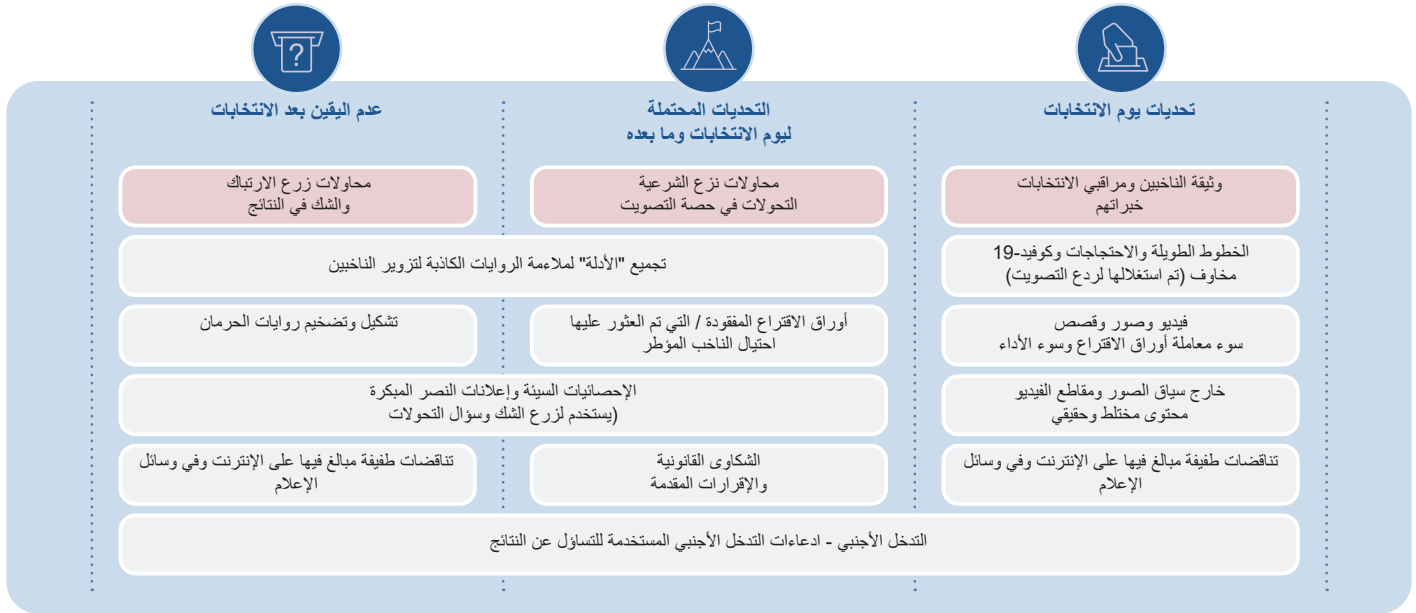 تحديات يوم الانتخابات
التحديات المحتملة
ليوم الانتخابات وما بعده
عدم اليقين بعد الانتخابات
وثيقة الناخبين ومراقبي الانتخابات
خبراتهم
محاولات نزع الشرعية
التحولات في حصة التصويت
محاولات زرع الارتباك
والشك في النتائج
الخطوط الطويلة والاحتجاجات وكوفيد-19
مخاوف (تم استغلالها لردع التصويت)
تجميع "الأدلة" لملاءمة الروايات الكاذبة لتزوير الناخبين
فيديو وصور وقصص
سوء معاملة أوراق الاقتراع وسوء الأداء
أوراق الاقتراع المفقودة / التي تم العثور عليها
احتيال الناخب المؤطر
تشكيل وتضخيم روايات الحرمان
خارج سياق الصور ومقاطع الفيديو
محتوى مختلط وحقيقي
الإحصائيات السيئة وإعلانات النصر المبكرة
(يستخدم لزرع الشك وسؤال التحولات
تناقضات طفيفة مبالغ فيها على الإنترنت وفي وسائل
الإعلام
الشكاوى القانونية
والإقرارات المقدمة
تناقضات طفيفة مبالغ فيها على الإنترنت وفي وسائل
الإعلام
التدخل الأجنبي - ادعاءات التدخل الأجنبي المستخدمة للتساؤل عن النتائج
?